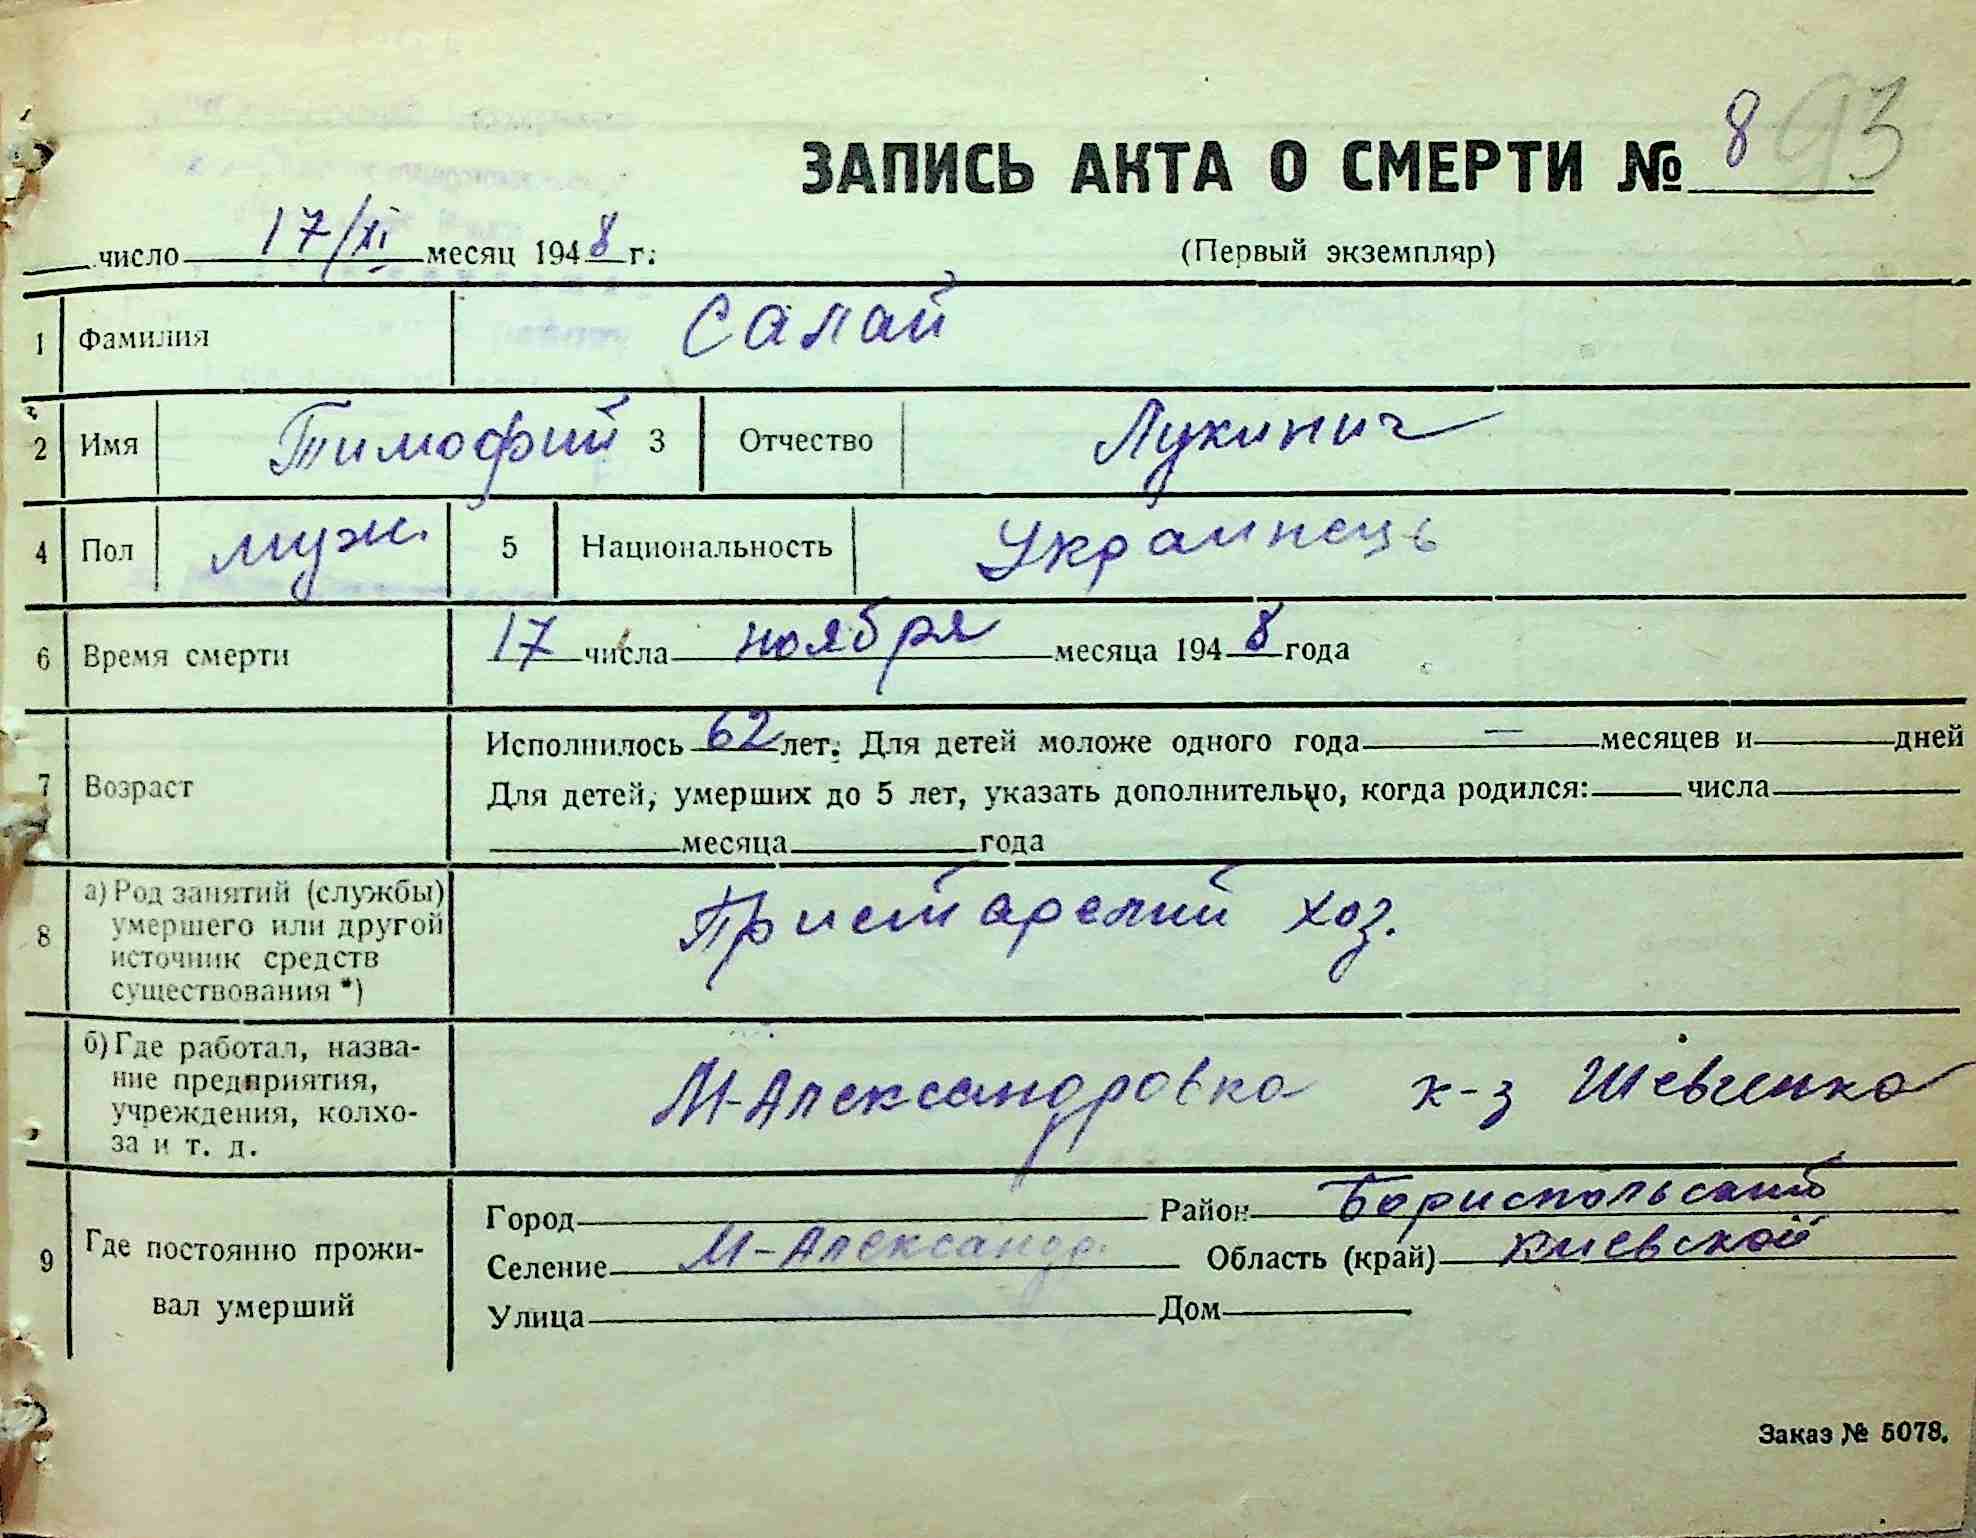 93
ЗАПИСЬ АКТА О СМЕРТИ № 8
число 17/XI месяц 1948 г.
(Первый экземпляр)
1 Фамилия Салай
2 Имя Тимофий 3 Отчество Лукинич
4 Пол муж. 5 Национальность Украинець
6 Время смерти 17 числа ноября месяца 1948 года
7 Возраст Исполнилось 62 лет. Для детей моложе одного года — месяцев и дней
Для детей, умерших до 5 лет, указать дополнительно, когда родился: числа
месяца года
8 а) Род занятий (службы)
умершего или другой
источник средств
существования *)
Пристарелий хоз.
б) Где работал, назва-
ние предприятия,
учреждения, колхо-
за и т. д.
М-Александровка к-з Шевченко
9 Где постоянно прожи-
вал умерший
Город Район Бориспольский
Селение М-Александр. Область (край) Киевской
Улица Дом
Заказ № 5078.